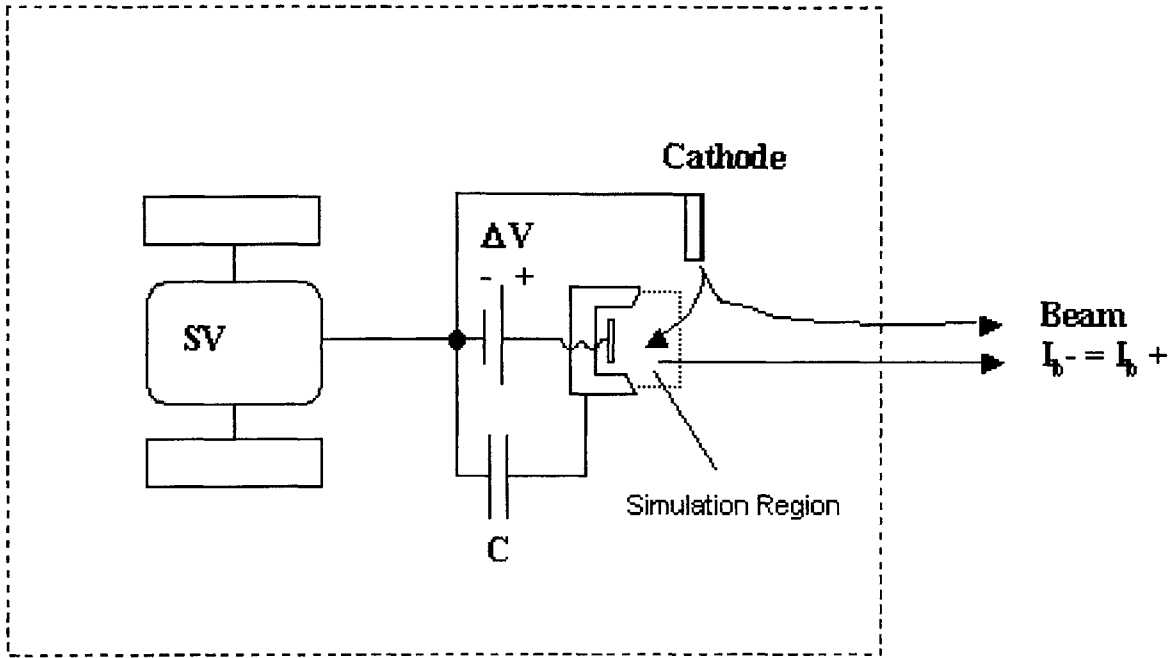 Cathode
ΔV
- +
SV
Beam
I_b- = I_b+
Simulation Region
C